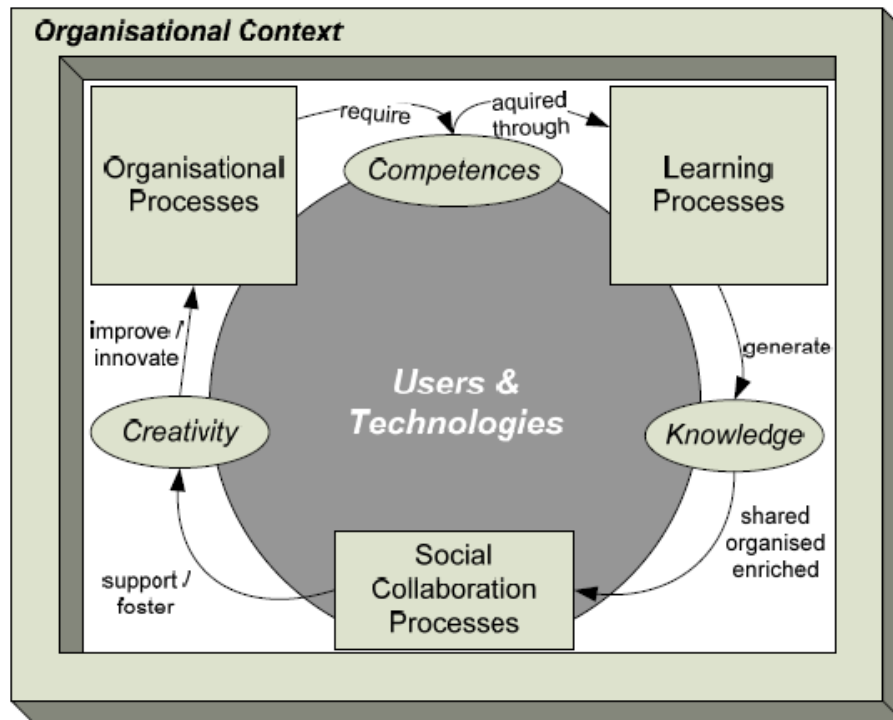 Organisational Context
require
aquired
through
Organisational
Processes
Competences
Learning
Processes
improve /
innovate
generate
Users &
Technologies
Creativity
Knowledge
shared
organised
enriched
Social
Collaboration
Processes
support /
foster